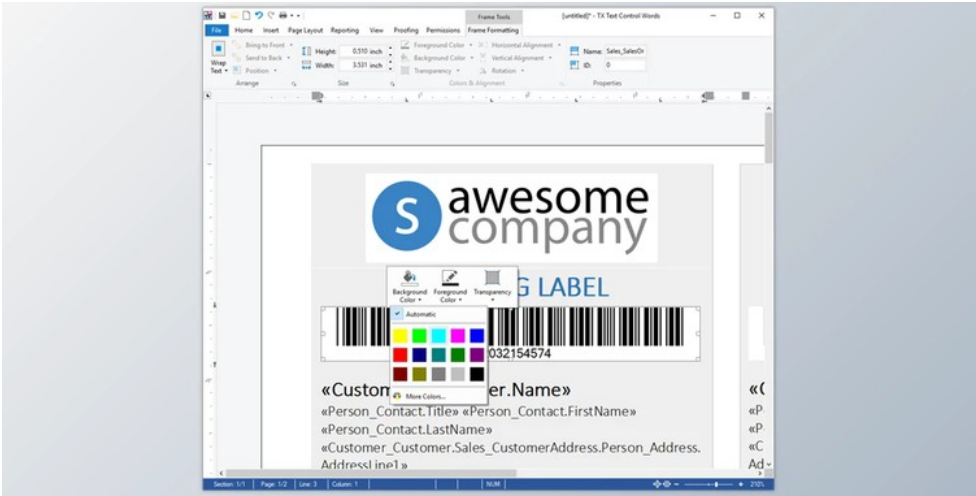 Frame Tools
[untitled]* - TX Text Control Words
File Home Insert Page Layout Reporting View Proofing Permissions Frame Formatting
Wrap Text
Bring to Front
Send to Back
Position
Height: 0.510 inch
Width: 3.531 inch
Foreground Color
Background Color
Transparency
Horizontal Alignment
Vertical Alignment
Rotation
Name: Sales_SalesOr
ID: 0
Arrange Size Colors & Alignment Properties
S awesome
company
Background Color
Foreground Color
Transparency
G LABEL
Automatic
032154574
More Colors...
«Custom er.Name»
«Person_Contact.Title» «Person_Contact.FirstName»
«Person_Contact.LastName»
«Customer_Customer.Sales_CustomerAddress.Person_Address.
AddressLine1»
«C
«P
«P
«C
Ad
Section 1/1 Page: 1/2 Line: 3 Column: 1 NUM 210%